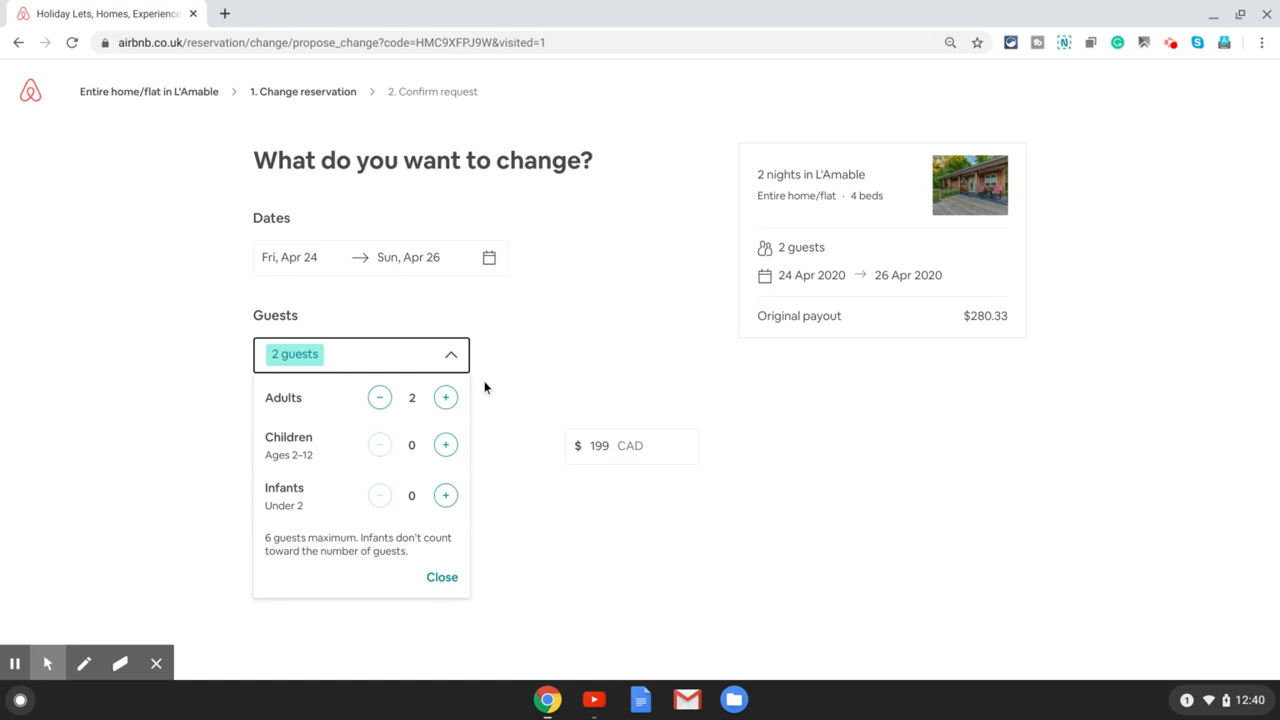 Holiday Lets, Homes, Experience
airbnb.co.uk/reservation/change/propose_change?code=HMC9XFPJ9W&visited=1
Entire home/flat in L'Amable
1. Change reservation
2. Confirm request
What do you want to change?
Dates
Fri, Apr 24
Sun, Apr 26
Guests
2 guests
Adults
2
Children
Ages 2–12
0
Infants
Under 2
0
6 guests maximum. Infants don't count
toward the number of guests.
Close
$ 199 CAD
2 nights in L'Amable
Entire home/flat · 4 beds
2 guests
24 Apr 2020
26 Apr 2020
Original payout
$280.33
1
12:40